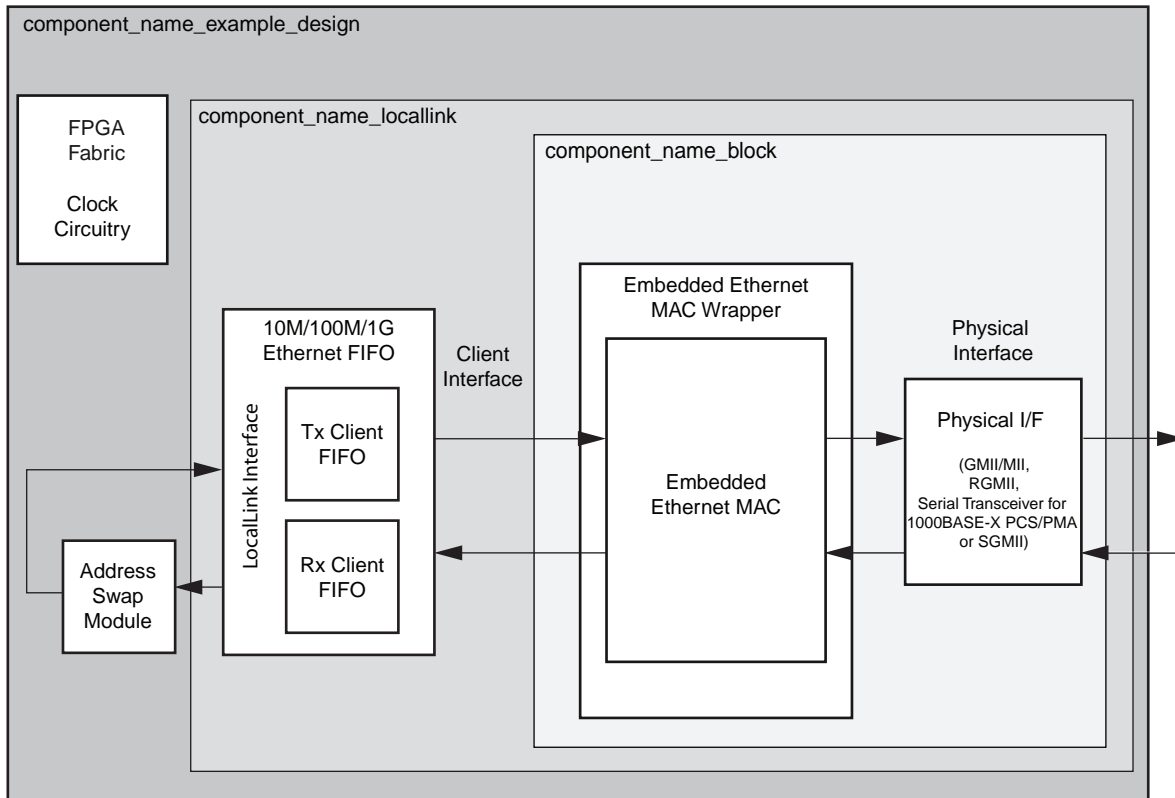 component_name_example_design
FPGA
Fabric
Clock
Circuitry
component_name_locallink
component_name_block
10M/100M/1G
Ethernet FIFO
LocalLink Interface
Tx Client
FIFO
Rx Client
FIFO
Client
Interface
Embedded Ethernet
MAC Wrapper
Embedded
Ethernet MAC
Physical
Interface
Physical I/F
(GMII/MII,
RGMII,
Serial Transceiver for
1000BASE-X PCS/PMA
or SGMII)
Address
Swap
Module